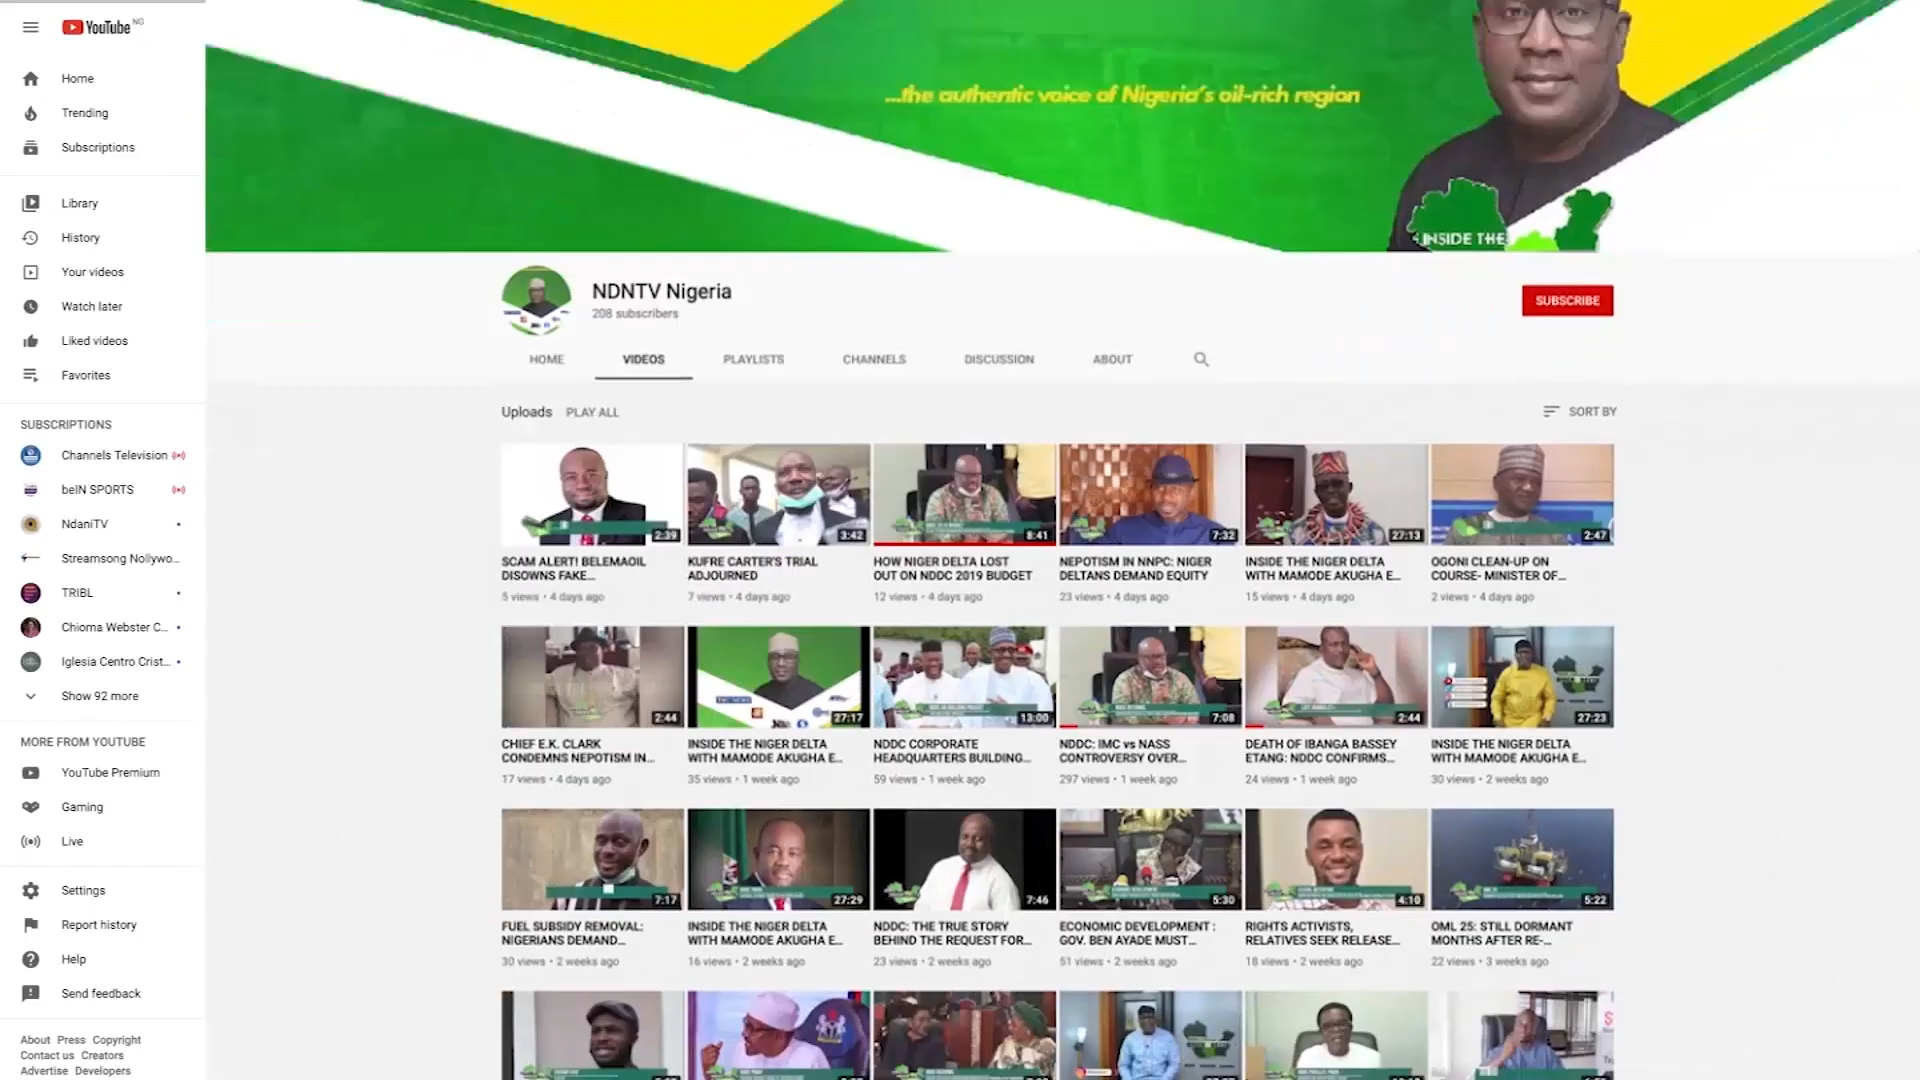 YouTube NG
Home
Trending
Subscriptions
Library
History
Your videos
Watch later
Liked videos
Favorites
SUBSCRIPTIONS
Channels Television
beIN SPORTS
NdaniTV
Streamsong Nollywo...
TRIBL
Chioma Webster C...
Iglesia Centro Crist...
Show 92 more
MORE FROM YOUTUBE
YouTube Premium
Gaming
Live
Settings
Report history
Help
Send feedback
About Press Copyright
Contact us Creators
Advertise Developers
...the authentic voice of Nigeria's oil-rich region
INSIDE THE
NDNTV Nigeria
208 subscribers
SUBSCRIBE
HOME VIDEOS PLAYLISTS CHANNELS DISCUSSION ABOUT
Uploads PLAY ALL SORT BY
2:39 3:42 8:41 7:32 27:13 2:47
SCAM ALERT! BELEMAOIL
DISOWNS FAKE...
5 views • 4 days ago
KUFRE CARTER'S TRIAL
ADJOURNED
7 views • 4 days ago
HOW NIGER DELTA LOST
OUT ON NDDC 2019 BUDGET
12 views • 4 days ago
NEPOTISM IN NNPC: NIGER
DELTANS DEMAND EQUITY
23 views • 4 days ago
INSIDE THE NIGER DELTA
WITH MAMODE AKUGHA E...
15 views • 4 days ago
OGONI CLEAN-UP ON
COURSE- MINISTER OF...
2 views • 4 days ago
2:44 27:17 13:00 7:08 2:44 27:23
CHIEF E.K. CLARK
CONDEMNS NEPOTISM IN...
17 views • 4 days ago
INSIDE THE NIGER DELTA
WITH MAMODE AKUGHA E...
35 views • 1 week ago
NDDC CORPORATE
HEADQUARTERS BUILDING...
59 views • 1 week ago
NDDC: IMC vs NASS
CONTROVERSY OVER...
297 views • 1 week ago
DEATH OF IBANGA BASSEY
ETANG: NDDC CONFIRMS...
24 views • 1 week ago
INSIDE THE NIGER DELTA
WITH MAMODE AKUGHA E...
30 views • 2 weeks ago
7:17 27:29 7:46 5:30 4:10 5:22
FUEL SUBSIDY REMOVAL:
NIGERIANS DEMAND...
30 views • 2 weeks ago
INSIDE THE NIGER DELTA
WITH MAMODE AKUGHA E...
16 views • 2 weeks ago
NDDC: THE TRUE STORY
BEHIND THE REQUEST FOR...
23 views • 2 weeks ago
ECONOMIC DEVELOPMENT :
GOV. BEN AYADE MUST...
51 views • 2 weeks ago
RIGHTS ACTIVISTS,
RELATIVES SEEK RELEASE...
18 views • 2 weeks ago
OML 25: STILL DORMANT
MONTHS AFTER RE-...
22 views • 3 weeks ago